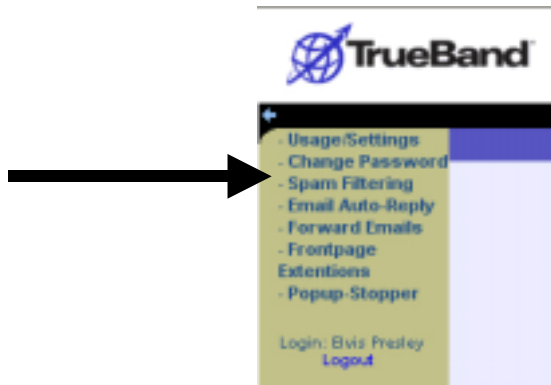 TrueBand
- Usage/Settings
- Change Password
- Spam Filtering
- Email Auto-Reply
- Forward Emails
- Frontpage
Extentions
- Popup-Stopper
Login: Elvis Presley
Logout